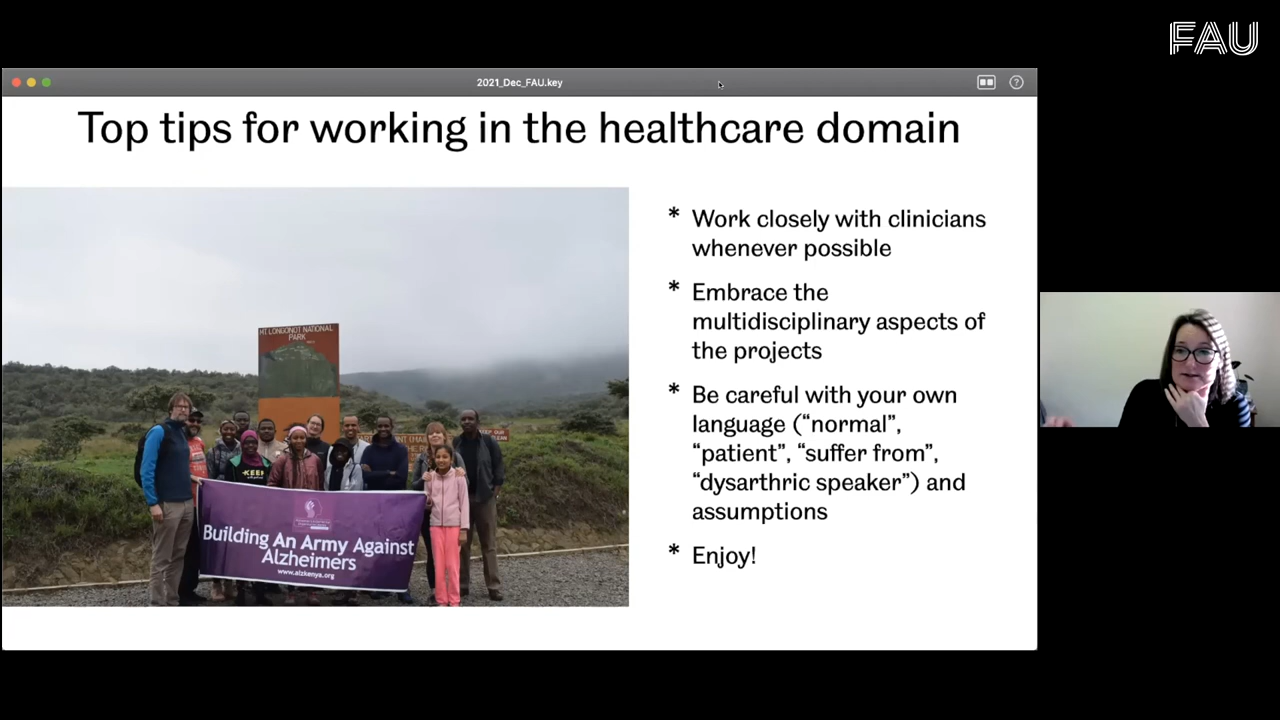 FAU
2021_Dec_FAU.key
Top tips for working in the healthcare domain
MT LONGONOT NATIONAL
PARK
Building An Army Against
Alzheimers
www.alzkenya.org
* Work closely with clinicians
whenever possible
* Embrace the
multidisciplinary aspects of
the projects
* Be careful with your own
language (“normal”,
“patient”, “suffer from”,
“dysarthric speaker”) and
assumptions
* Enjoy!